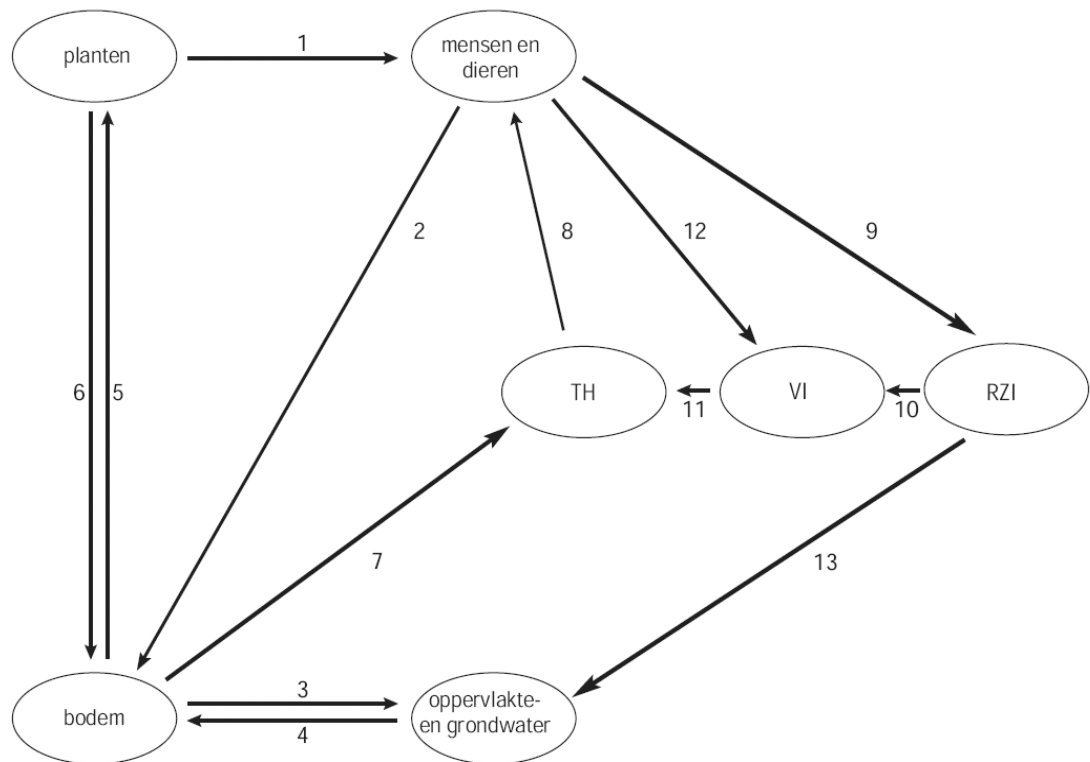 planten
1
mensen en
dieren
2
8
12
9
6
5
TH
11
VI
10
RZI
7
13
bodem
3
4
oppervlakte-
en grondwater